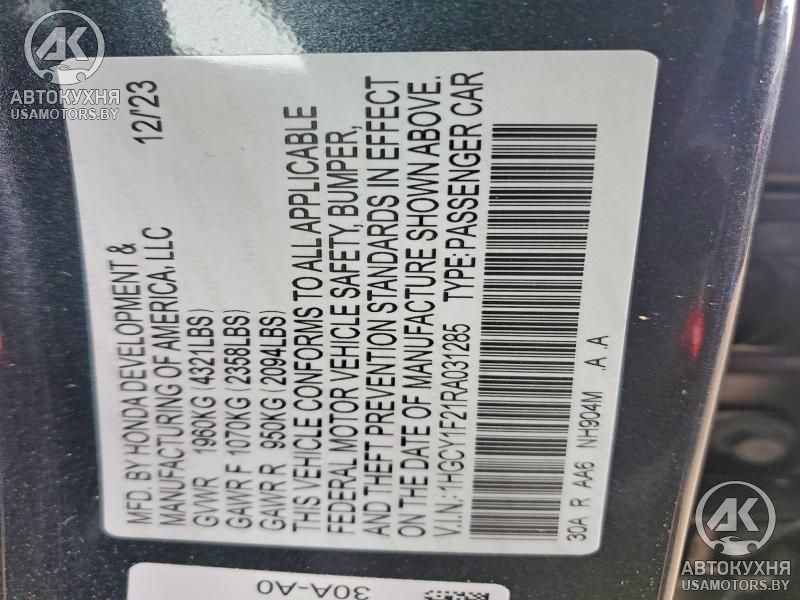 AK
АВТОКУХНЯ
USAMOTORS.BY
MFD. BY HONDA DEVELOPMENT & 12/'23
MANUFACTURING OF AMERICA, LLC
GVWR 1960KG (4321LBS)
GAWR F 1070KG (2358LBS)
GAWR R 950KG (2094LBS)
THIS VEHICLE CONFORMS TO ALL APPLICABLE
FEDERAL MOTOR VEHICLE SAFETY, BUMPER,
AND THEFT PREVENTION STANDARDS IN EFFECT
ON THE DATE OF MANUFACTURE SHOWN ABOVE.
V.I.N.: 1HGCY1F21RA031285 TYPE:PASSENGER CAR
30A R AA6 NH904M .A .A
30A-A0
AK
АВТОКУХНЯ
USAMOTORS.BY